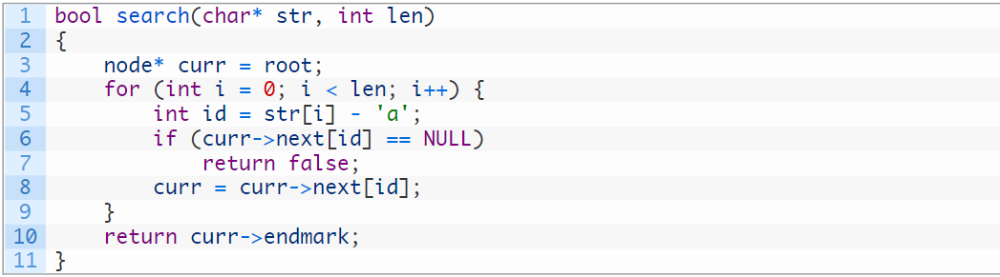 1 bool search(char* str, int len)
2 {
3     node* curr = root;
4     for (int i = 0; i < len; i++) {
5         int id = str[i] - 'a';
6         if (curr->next[id] == NULL)
7             return false;
8         curr = curr->next[id];
9     }
10     return curr->endmark;
11 }